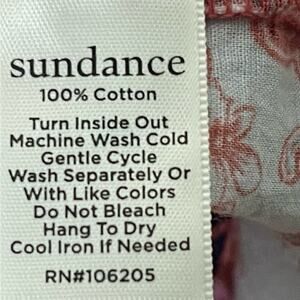 sundance
100% Cotton
Turn Inside Out
Machine Wash Cold
Gentle Cycle
Wash Separately Or
With Like Colors
Do Not Bleach
Hang To Dry
Cool Iron If Needed
RN#106205